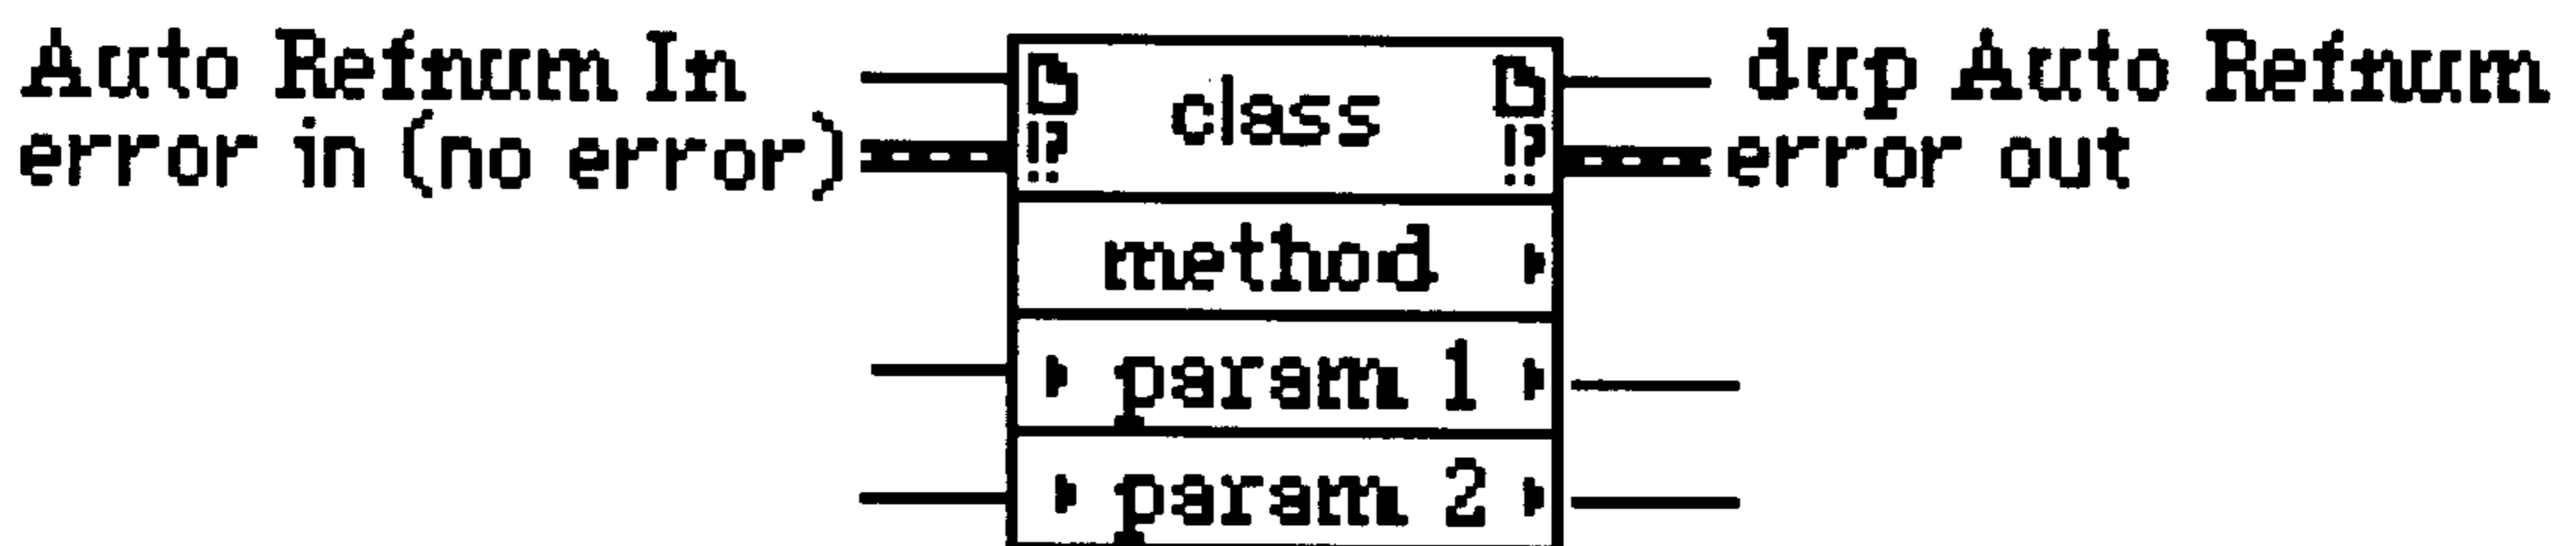 Auto Refnum In
error in (no error)
class
!?
!?
dup Auto Refnum
error out
method
param 1
param 2